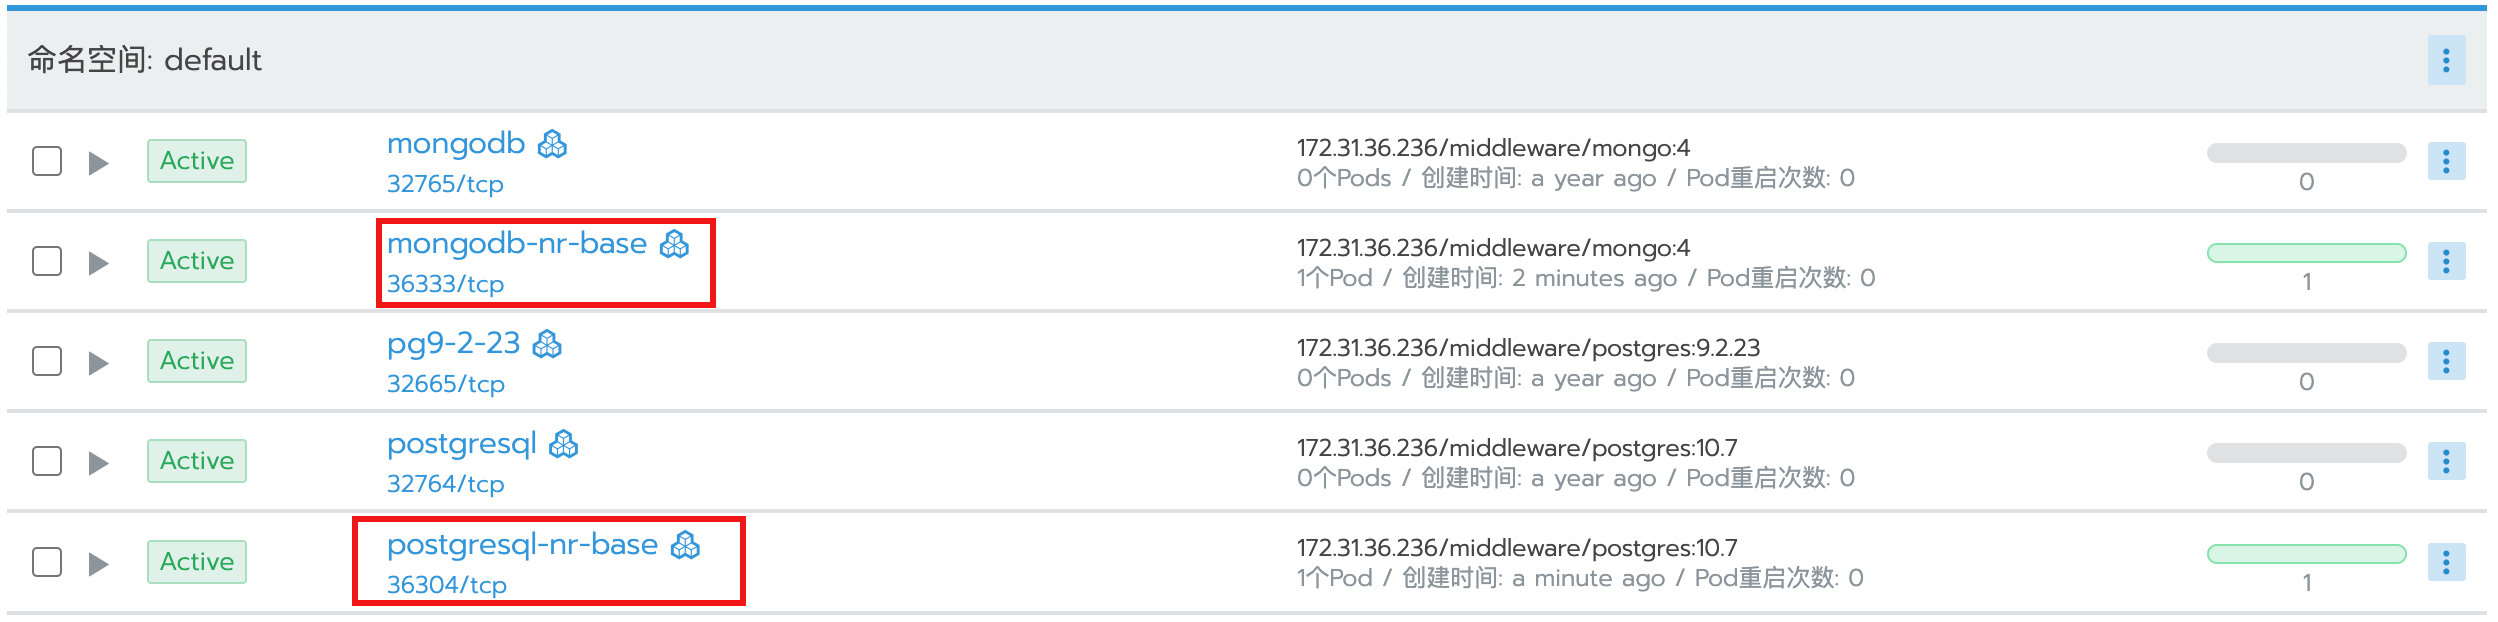 命名空间: default
Active
mongodb
32765/tcp
172.31.36.236/middleware/mongo:4
0个Pods / 创建时间: a year ago / Pod重启次数: 0
0
Active
mongodb-nr-base
36333/tcp
172.31.36.236/middleware/mongo:4
1个Pod / 创建时间: 2 minutes ago / Pod重启次数: 0
1
Active
pg9-2-23
32665/tcp
172.31.36.236/middleware/postgres:9.2.23
0个Pods / 创建时间: a year ago / Pod重启次数: 0
0
Active
postgresql
32764/tcp
172.31.36.236/middleware/postgres:10.7
0个Pods / 创建时间: a year ago / Pod重启次数: 0
0
Active
postgresql-nr-base
36304/tcp
172.31.36.236/middleware/postgres:10.7
1个Pod / 创建时间: a minute ago / Pod重启次数: 0
1